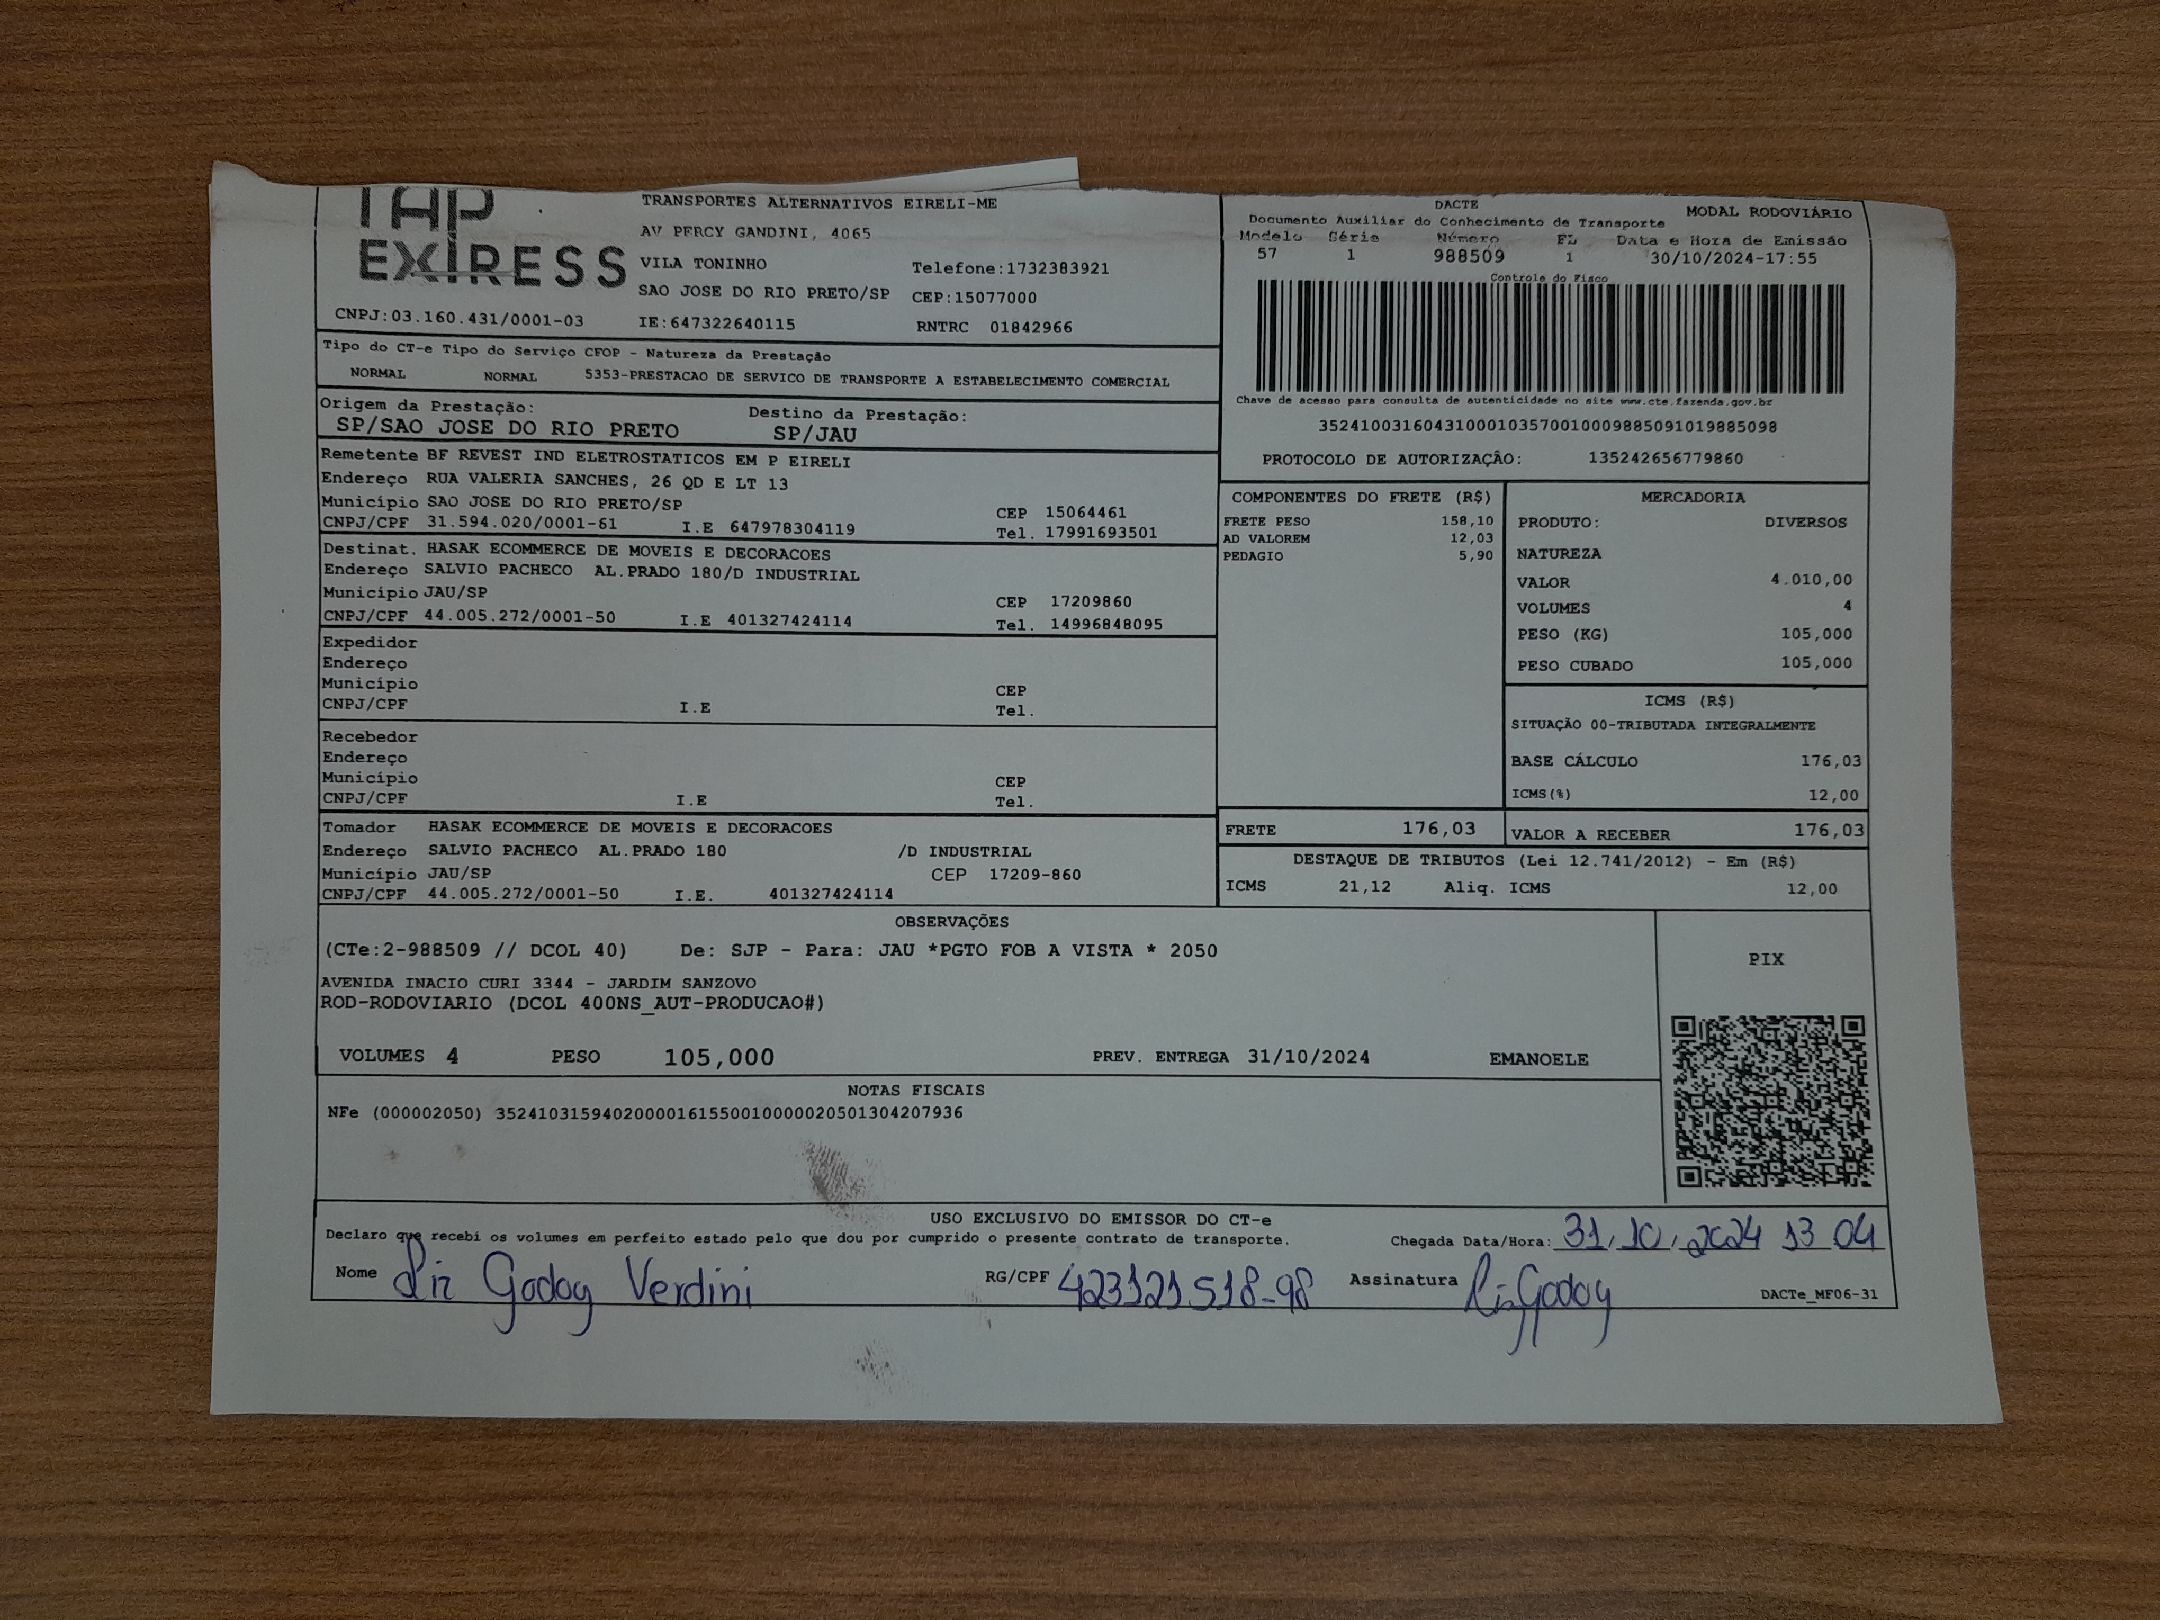 TAP
EXPRESS
TRANSPORTES ALTERNATIVOS EIRELI-ME
AV PERCY GANDINI, 4065
VILA TONINHO Telefone:1732383921
SAO JOSE DO RIO PRETO/SP CEP:15077000
CNPJ:03.160.431/0001-03 IE:647322640115 RNTRC 01842966
DACTE MODAL RODOVIÁRIO
Documento Auxiliar do Conhecimento de Transporte
Modelo Série Número FL Data e Hora de Emissão
57 1 988509 1 30/10/2024-17:55
Controle do Fisco
Chave de acesso para consulta de autenticidade no site www.cte.fazenda.gov.br
35241003160431000103570010009885091019885098
PROTOCOLO DE AUTORIZAÇÃO: 135242656779860
Tipo do CT-e Tipo do Serviço CFOP - Natureza da Prestação
NORMAL NORMAL 5353-PRESTACAO DE SERVICO DE TRANSPORTE A ESTABELECIMENTO COMERCIAL
Origem da Prestação: Destino da Prestação:
SP/SAO JOSE DO RIO PRETO SP/JAU
Remetente BF REVEST IND ELETROSTATICOS EM P EIRELI
Endereço RUA VALERIA SANCHES, 26 QD E LT 13
Município SAO JOSE DO RIO PRETO/SP CEP 15064461
CNPJ/CPF 31.594.020/0001-61 I.E 647978304119 Tel. 17991693501
Destinat. HASAK ECOMMERCE DE MOVEIS E DECORACOES
Endereço SALVIO PACHECO AL.PRADO 180/D INDUSTRIAL
Município JAU/SP CEP 17209860
CNPJ/CPF 44.005.272/0001-50 I.E 401327424114 Tel. 14996848095
Expedidor
Endereço
Município CEP
CNPJ/CPF I.E Tel.
Recebedor
Endereço
Município CEP
CNPJ/CPF I.E Tel.
Tomador HASAK ECOMMERCE DE MOVEIS E DECORACOES
Endereço SALVIO PACHECO AL.PRADO 180 /D INDUSTRIAL
Município JAU/SP CEP 17209-860
CNPJ/CPF 44.005.272/0001-50 I.E. 401327424114
COMPONENTES DO FRETE (R$)
FRETE PESO 158,10
AD VALOREM 12,03
PEDAGIO 5,90
MERCADORIA
PRODUTO: DIVERSOS
NATUREZA
VALOR 4.010,00
VOLUMES 4
PESO (KG) 105,000
PESO CUBADO 105,000
ICMS (R$)
SITUAÇÃO 00-TRIBUTADA INTEGRALMENTE
BASE CÁLCULO 176,03
ICMS(%) 12,00
FRETE 176,03 VALOR A RECEBER 176,03
DESTAQUE DE TRIBUTOS (Lei 12.741/2012) - Em (R$)
ICMS 21,12 Aliq. ICMS 12,00
OBSERVAÇÕES
(CTe:2-988509 // DCOL 40) De: SJP - Para: JAU *PGTO FOB A VISTA * 2050
AVENIDA INACIO CURI 3344 - JARDIM SANZOVO
ROD-RODOVIARIO (DCOL 400NS_AUT-PRODUCAO#)
VOLUMES 4 PESO 105,000 PREV. ENTREGA 31/10/2024 EMANOELE
PIX
NOTAS FISCAIS
NFe (000002050) 35241031594020000161550010000020501304207936
USO EXCLUSIVO DO EMISSOR DO CT-e
Declaro que recebi os volumes em perfeito estado pelo que dou por cumprido o presente contrato de transporte. Chegada Data/Hora: 31.10.2024 13 04
Nome Liz Godoy Verdini RG/CPF 423121518-98 Assinatura Liz Godoy
DACTe_MF06-31